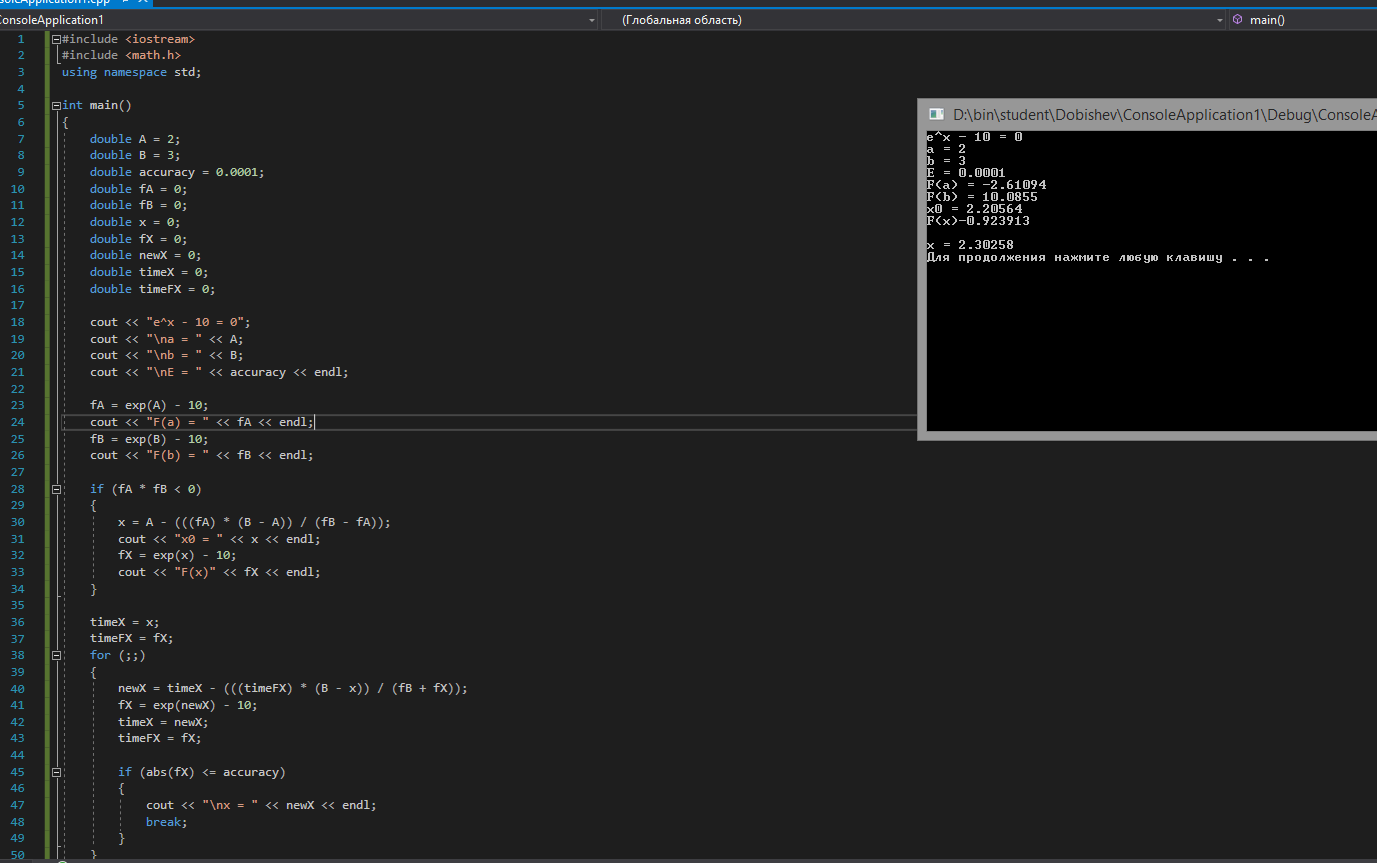 ConsoleApplication1.cpp
ConsoleApplication1
(Глобальная область)
main()
1 #include <iostream>
2 #include <math.h>
3 using namespace std;
4
5 int main()
6 {
7 double A = 2;
8 double B = 3;
9 double accuracy = 0.0001;
10 double fA = 0;
11 double fB = 0;
12 double x = 0;
13 double fX = 0;
14 double newX = 0;
15 double timeX = 0;
16 double timeFX = 0;
17
18 cout << "e^x - 10 = 0";
19 cout << "\na = " << A;
20 cout << "\nb = " << B;
21 cout << "\nE = " << accuracy << endl;
22
23 fA = exp(A) - 10;
24 cout << "F(a) = " << fA << endl;
25 fB = exp(B) - 10;
26 cout << "F(b) = " << fB << endl;
27
28 if (fA * fB < 0)
29 {
30 x = A - (((fA) * (B - A)) / (fB - fA));
31 cout << "x0 = " << x << endl;
32 fX = exp(x) - 10;
33 cout << "F(x)" << fX << endl;
34 }
35
36 timeX = x;
37 timeFX = fX;
38 for (;;)
39 {
40 newX = timeX - (((timeFX) * (B - x)) / (fB + fX));
41 fX = exp(newX) - 10;
42 timeX = newX;
43 timeFX = fX;
44
45 if (abs(fX) <= accuracy)
46 {
47 cout << "\nx = " << newX << endl;
48 break;
49 }
50 }
D:\bin\student\Dobishev\ConsoleApplication1\Debug\ConsoleA
e^x - 10 = 0
a = 2
b = 3
E = 0.0001
F(a) = -2.61094
F(b) = 10.0855
x0 = 2.20564
F(x)-0.923913
x = 2.30258
Для продолжения нажмите любую клавишу . . .